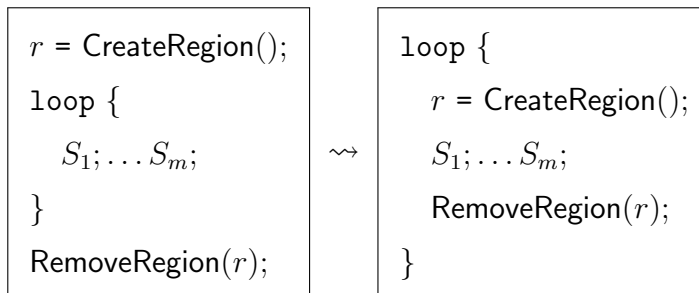 r = CreateRegion();
loop {
S₁; … Sₘ;
}
RemoveRegion(r);
⇝
loop {
r = CreateRegion();
S₁; … Sₘ;
RemoveRegion(r);
}